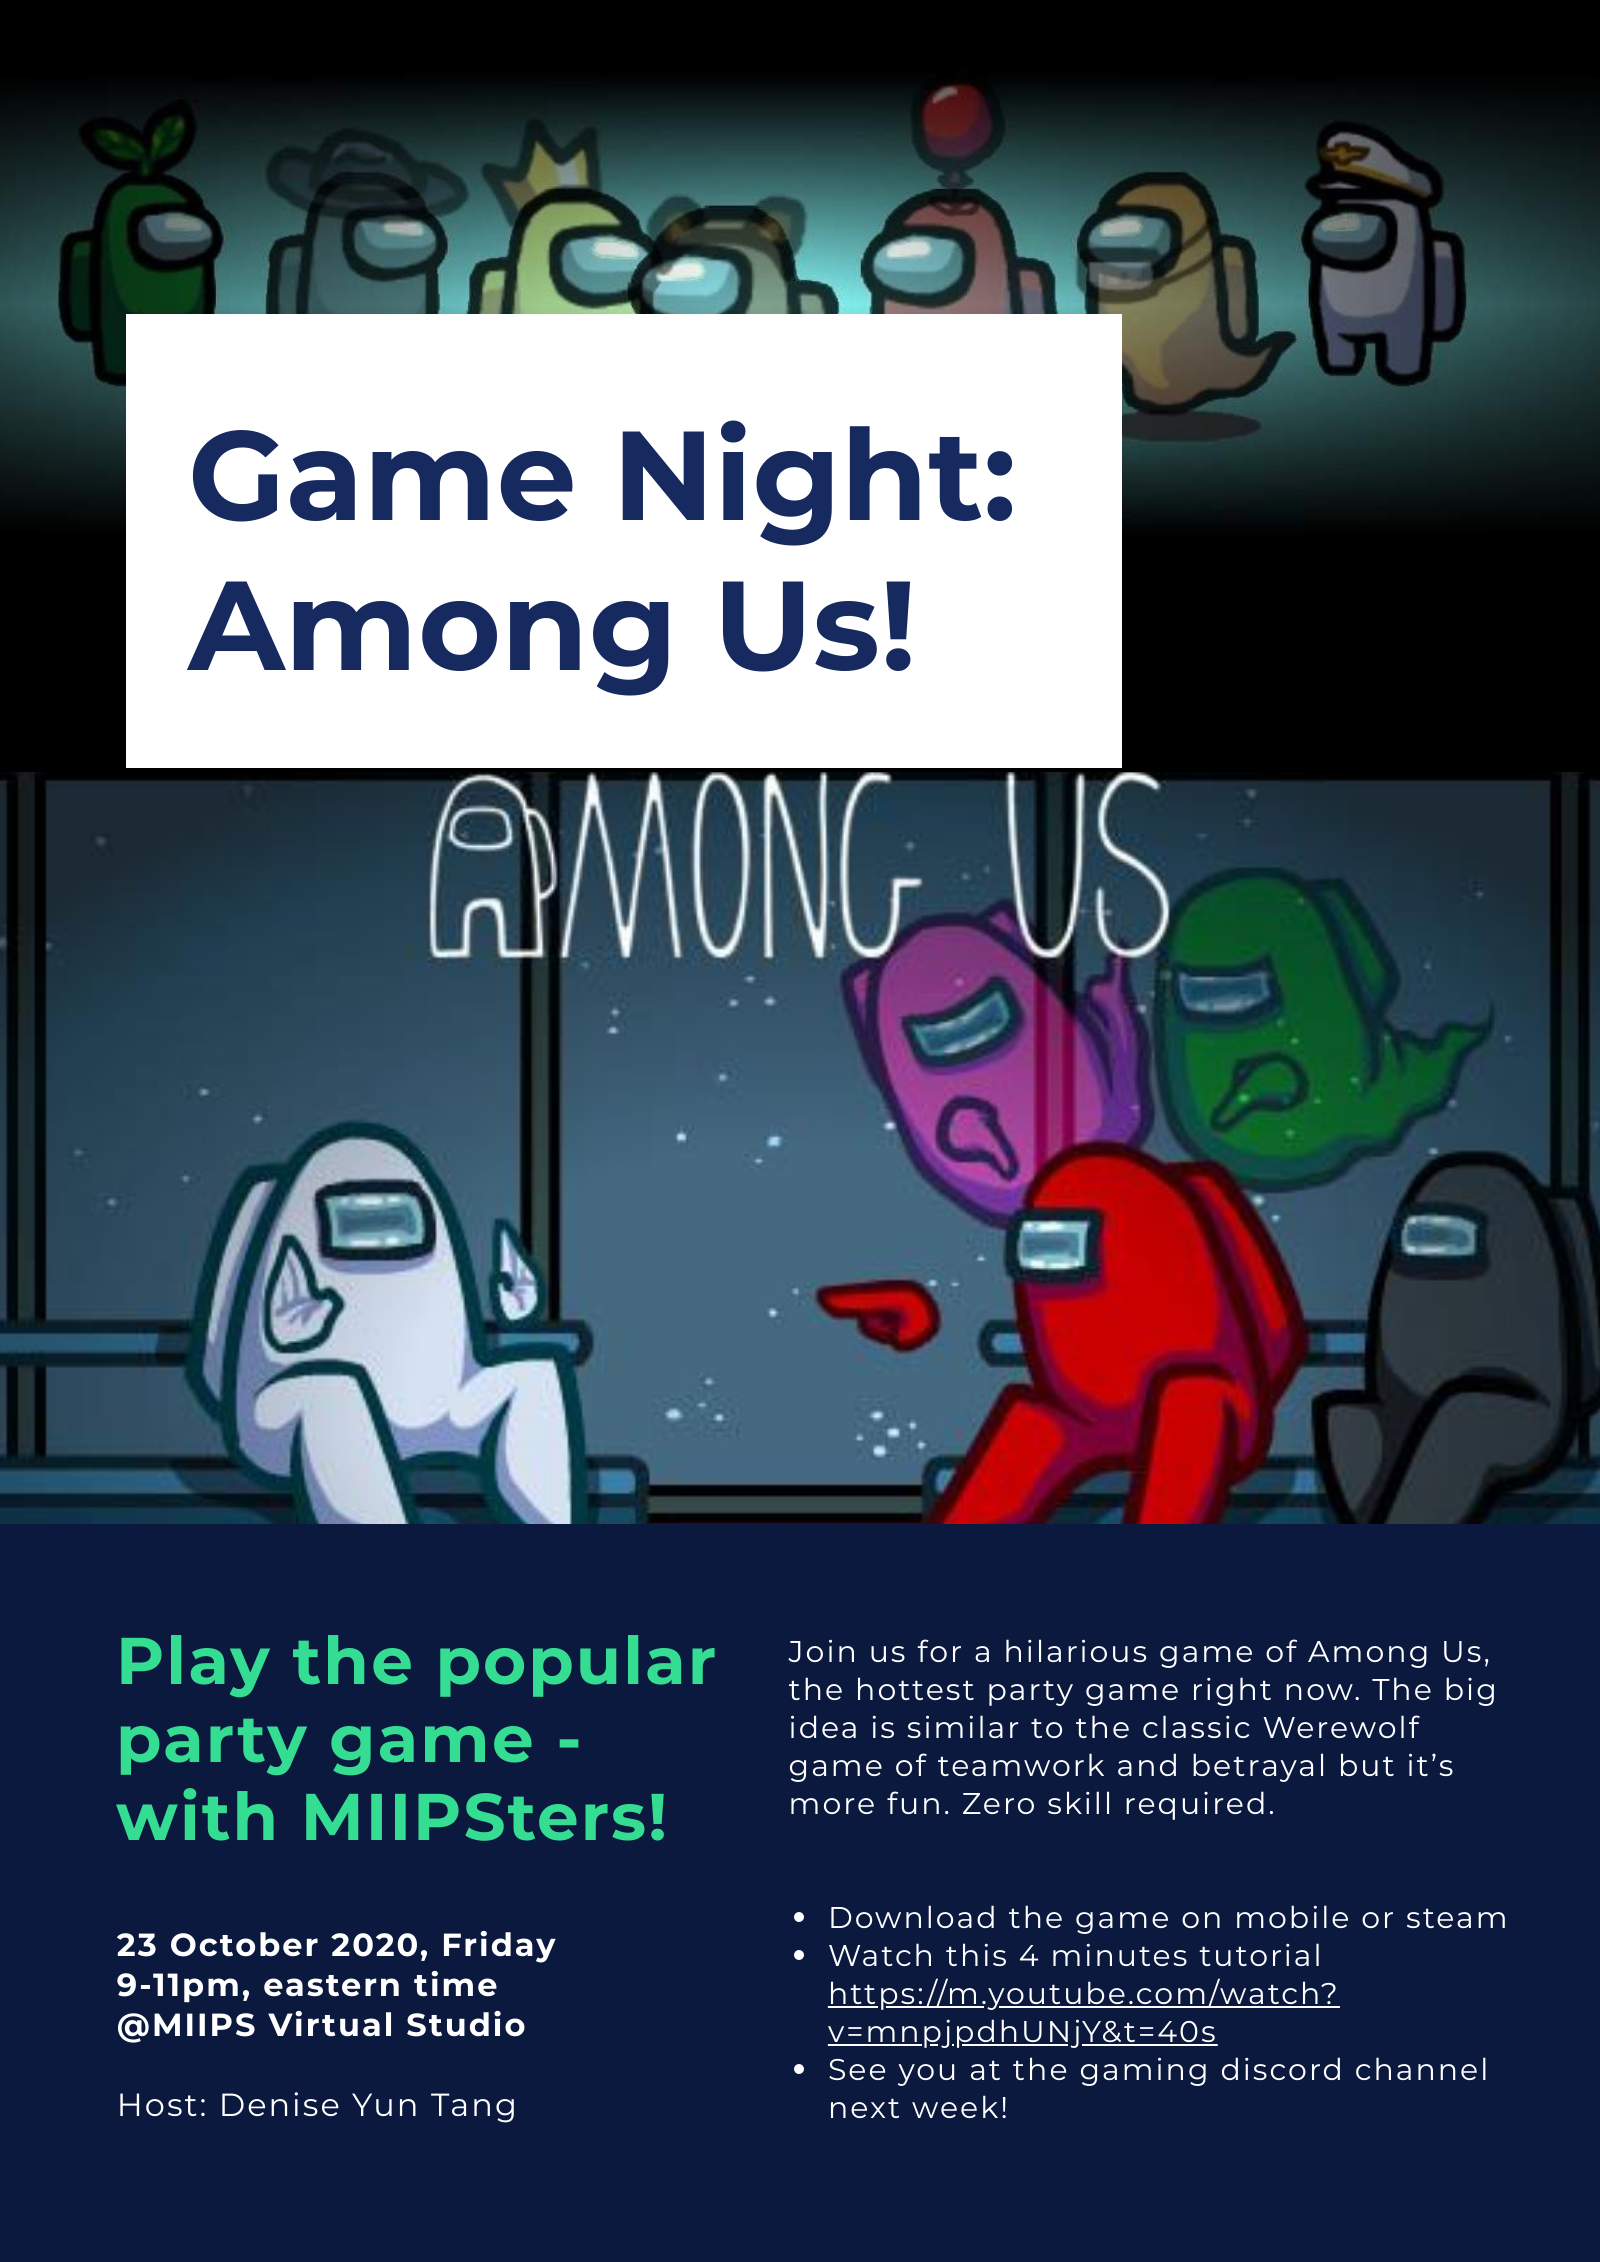 Game Night:
Among Us!
AMONG US
Play the popular
party game -
with MIIPSters!
23 October 2020, Friday
9-11pm, eastern time
@MIIPS Virtual Studio
Host: Denise Yun Tang
Join us for a hilarious game of Among Us,
the hottest party game right now. The big
idea is similar to the classic Werewolf
game of teamwork and betrayal but it’s
more fun. Zero skill required.
• Download the game on mobile or steam
• Watch this 4 minutes tutorial
https://m.youtube.com/watch?
v=mnpjpdhUNjY&t=40s
• See you at the gaming discord channel
next week!